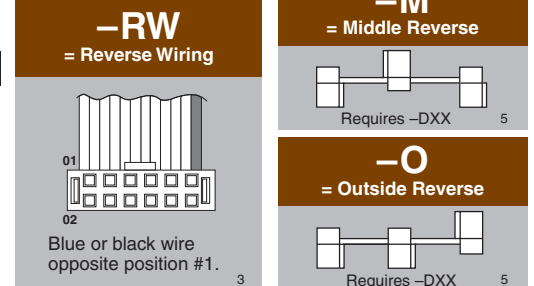 –RW
= Reverse Wiring
01
02
Blue or black wire
opposite position #1.
3
–M
= Middle Reverse
Requires –DXX
5
–O
= Outside Reverse
Requires –DXX
5